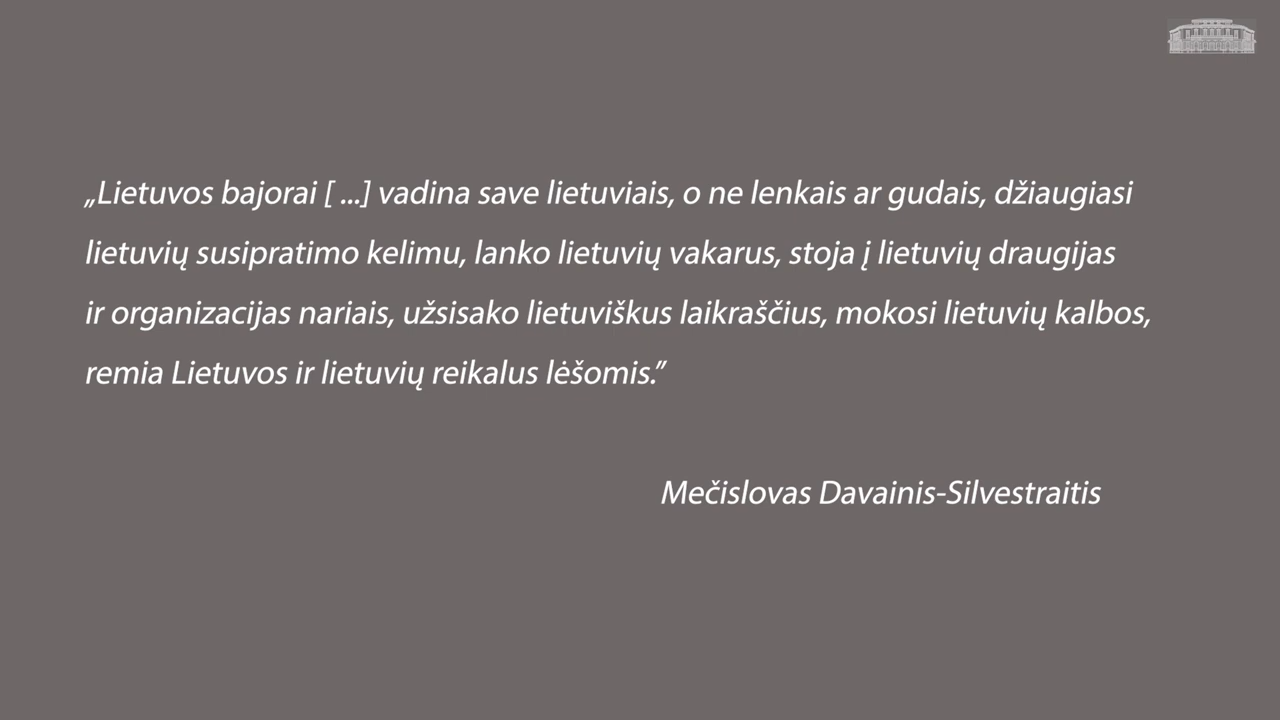 „Lietuvos bajorai [ ...] vadina save lietuviais, o ne lenkais ar gudais, džiaugiasi
lietuvių susipratimo kelimu, lanko lietuvių vakarus, stoja į lietuvių draugijas
ir organizacijas nariais, užsisako lietuviškus laikraščius, mokosi lietuvių kalbos,
remia Lietuvos ir lietuvių reikalus lėšomis.”
Mečislovas Davainis-Silvestraitis